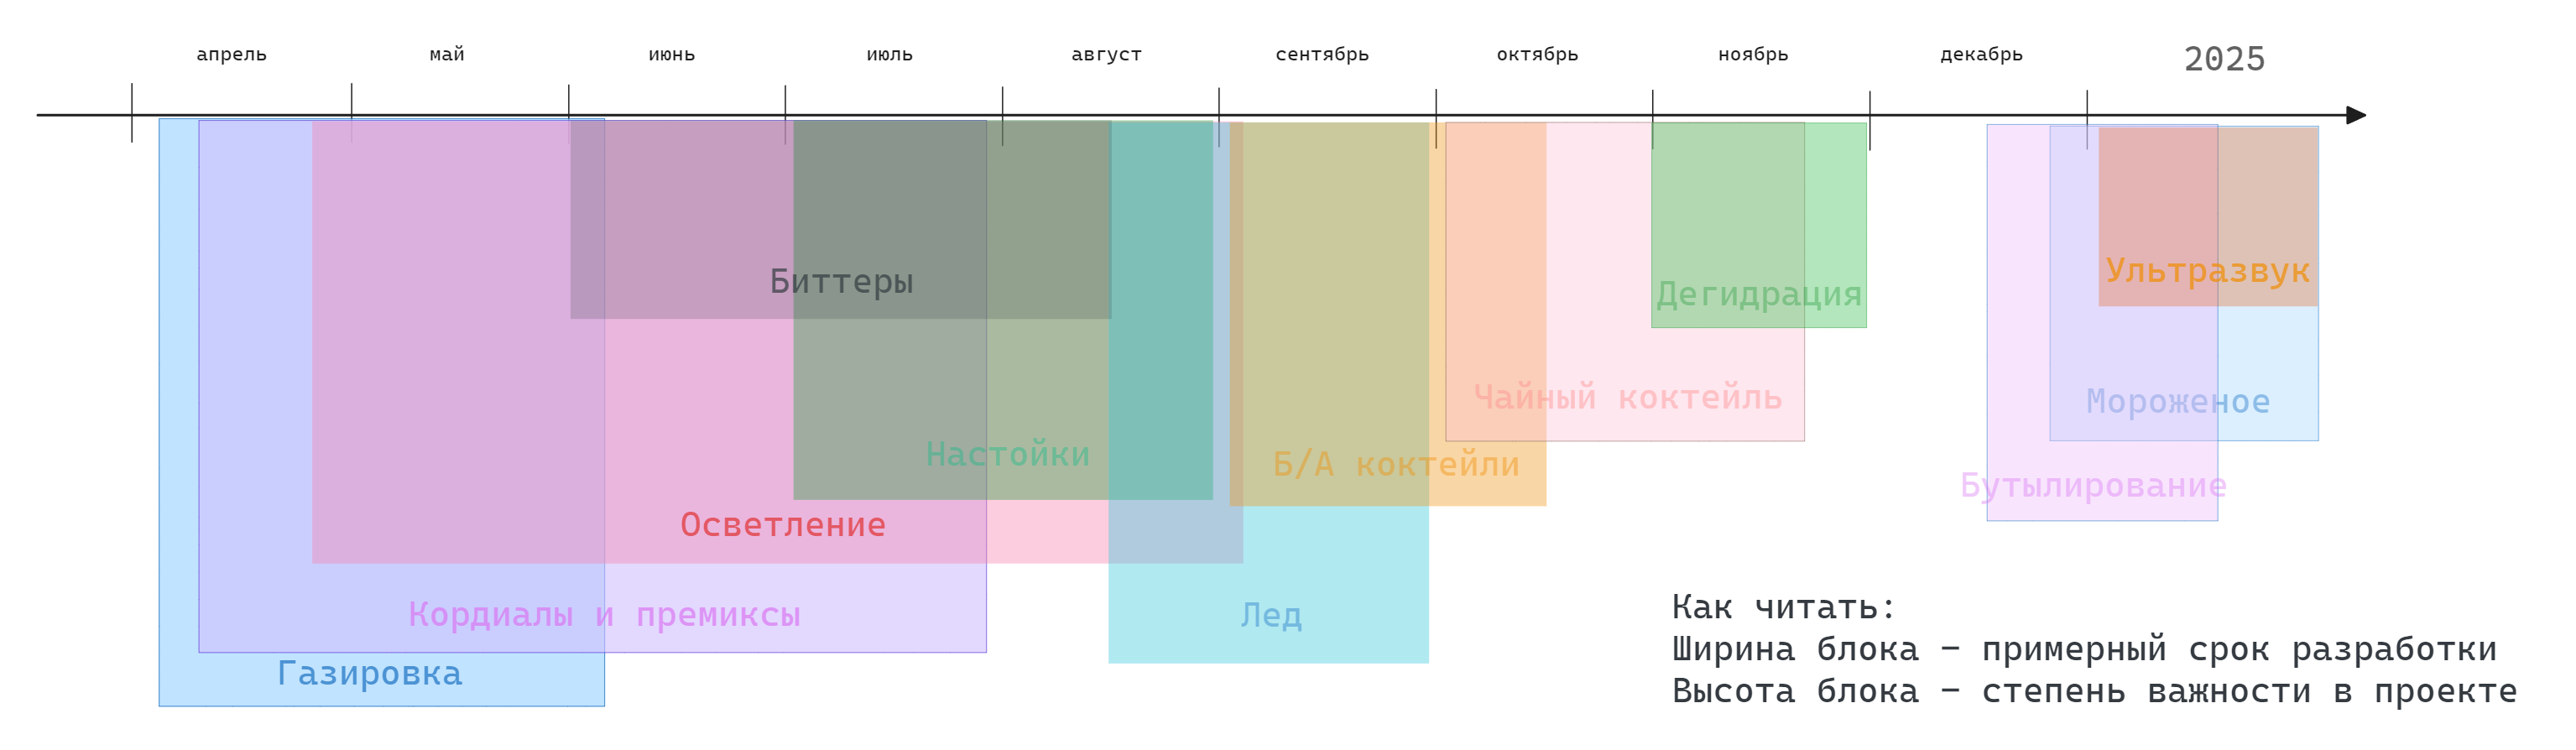 апрель
май
июнь
июль
август
сентябрь
октябрь
ноябрь
декабрь
2025
Биттеры
Ультразвук
Дегидрация
Чайный коктейль
Мороженое
Настойки
Б/А коктейли
Бутылирование
Осветление
Кордиалы и премиксы
Лед
Газировка
Как читать:
Ширина блока – примерный срок разработки
Высота блока – степень важности в проекте